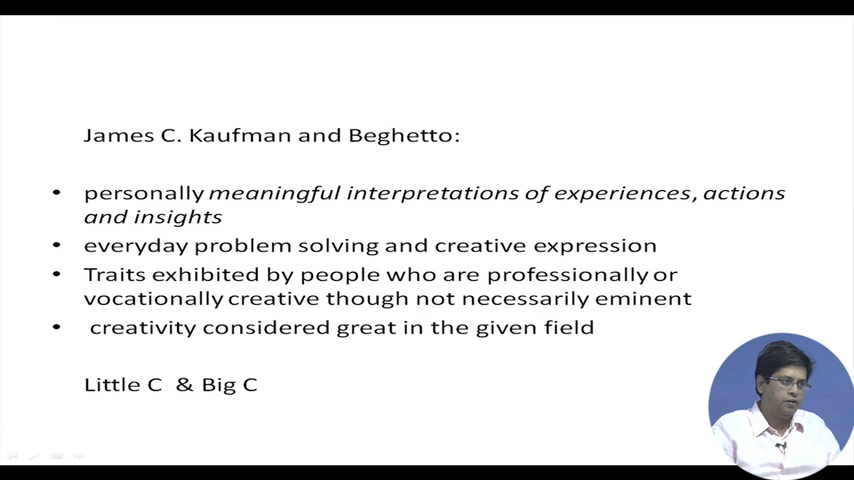 James C. Kaufman and Beghetto:
• personally meaningful interpretations of experiences, actions
and insights
• everyday problem solving and creative expression
• Traits exhibited by people who are professionally or
vocationally creative though not necessarily eminent
• creativity considered great in the given field
Little C & Big C